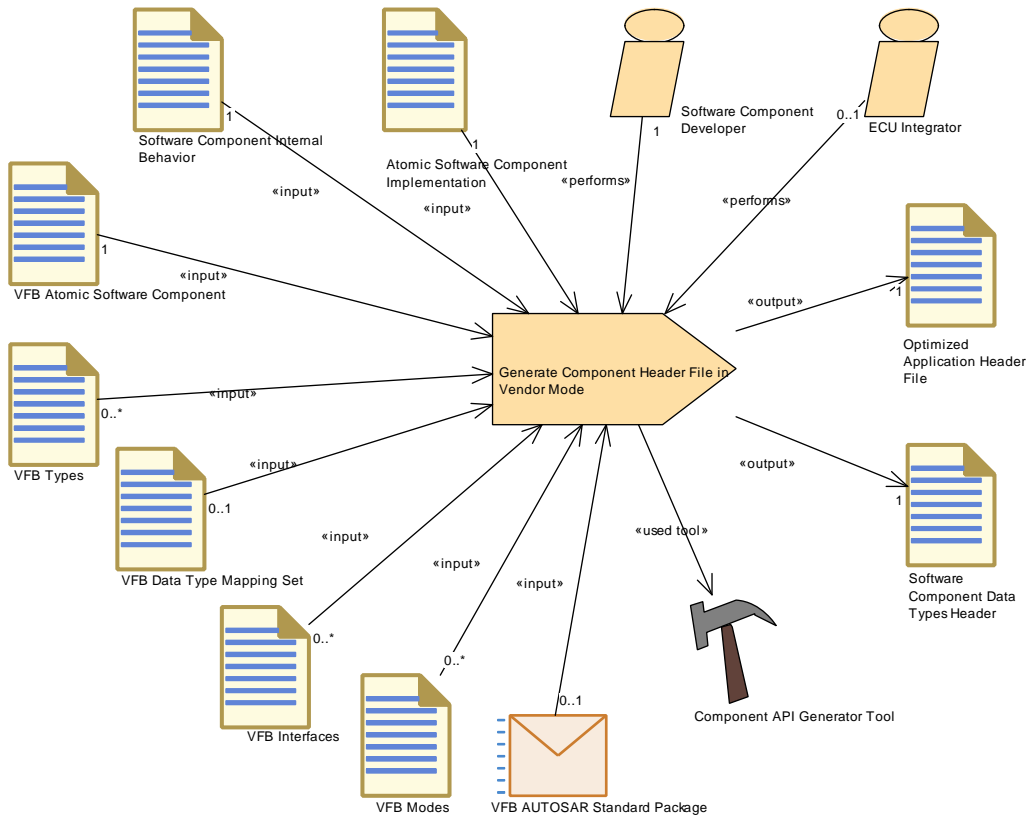 1
Software Component Internal
Behavior
«input»
1
Atomic Software Component
Implementation
«input»
Software Component
Developer
1
«performs»
0..1
ECU Integrator
«performs»
1
VFB Atomic Software Component
«input»
«output»
1
Optimized
Application Header
File
Generate Component Header File in
Vendor Mode
0..*
VFB Types
«input»
0..1
VFB Data Type Mapping Set
«input»
«output»
1
Software
Component Data
Types Header
«input»
0..*
VFB Interfaces
«input»
0..*
VFB Modes
«input»
0..1
VFB AUTOSAR Standard Package
«used tool»
Component API Generator Tool